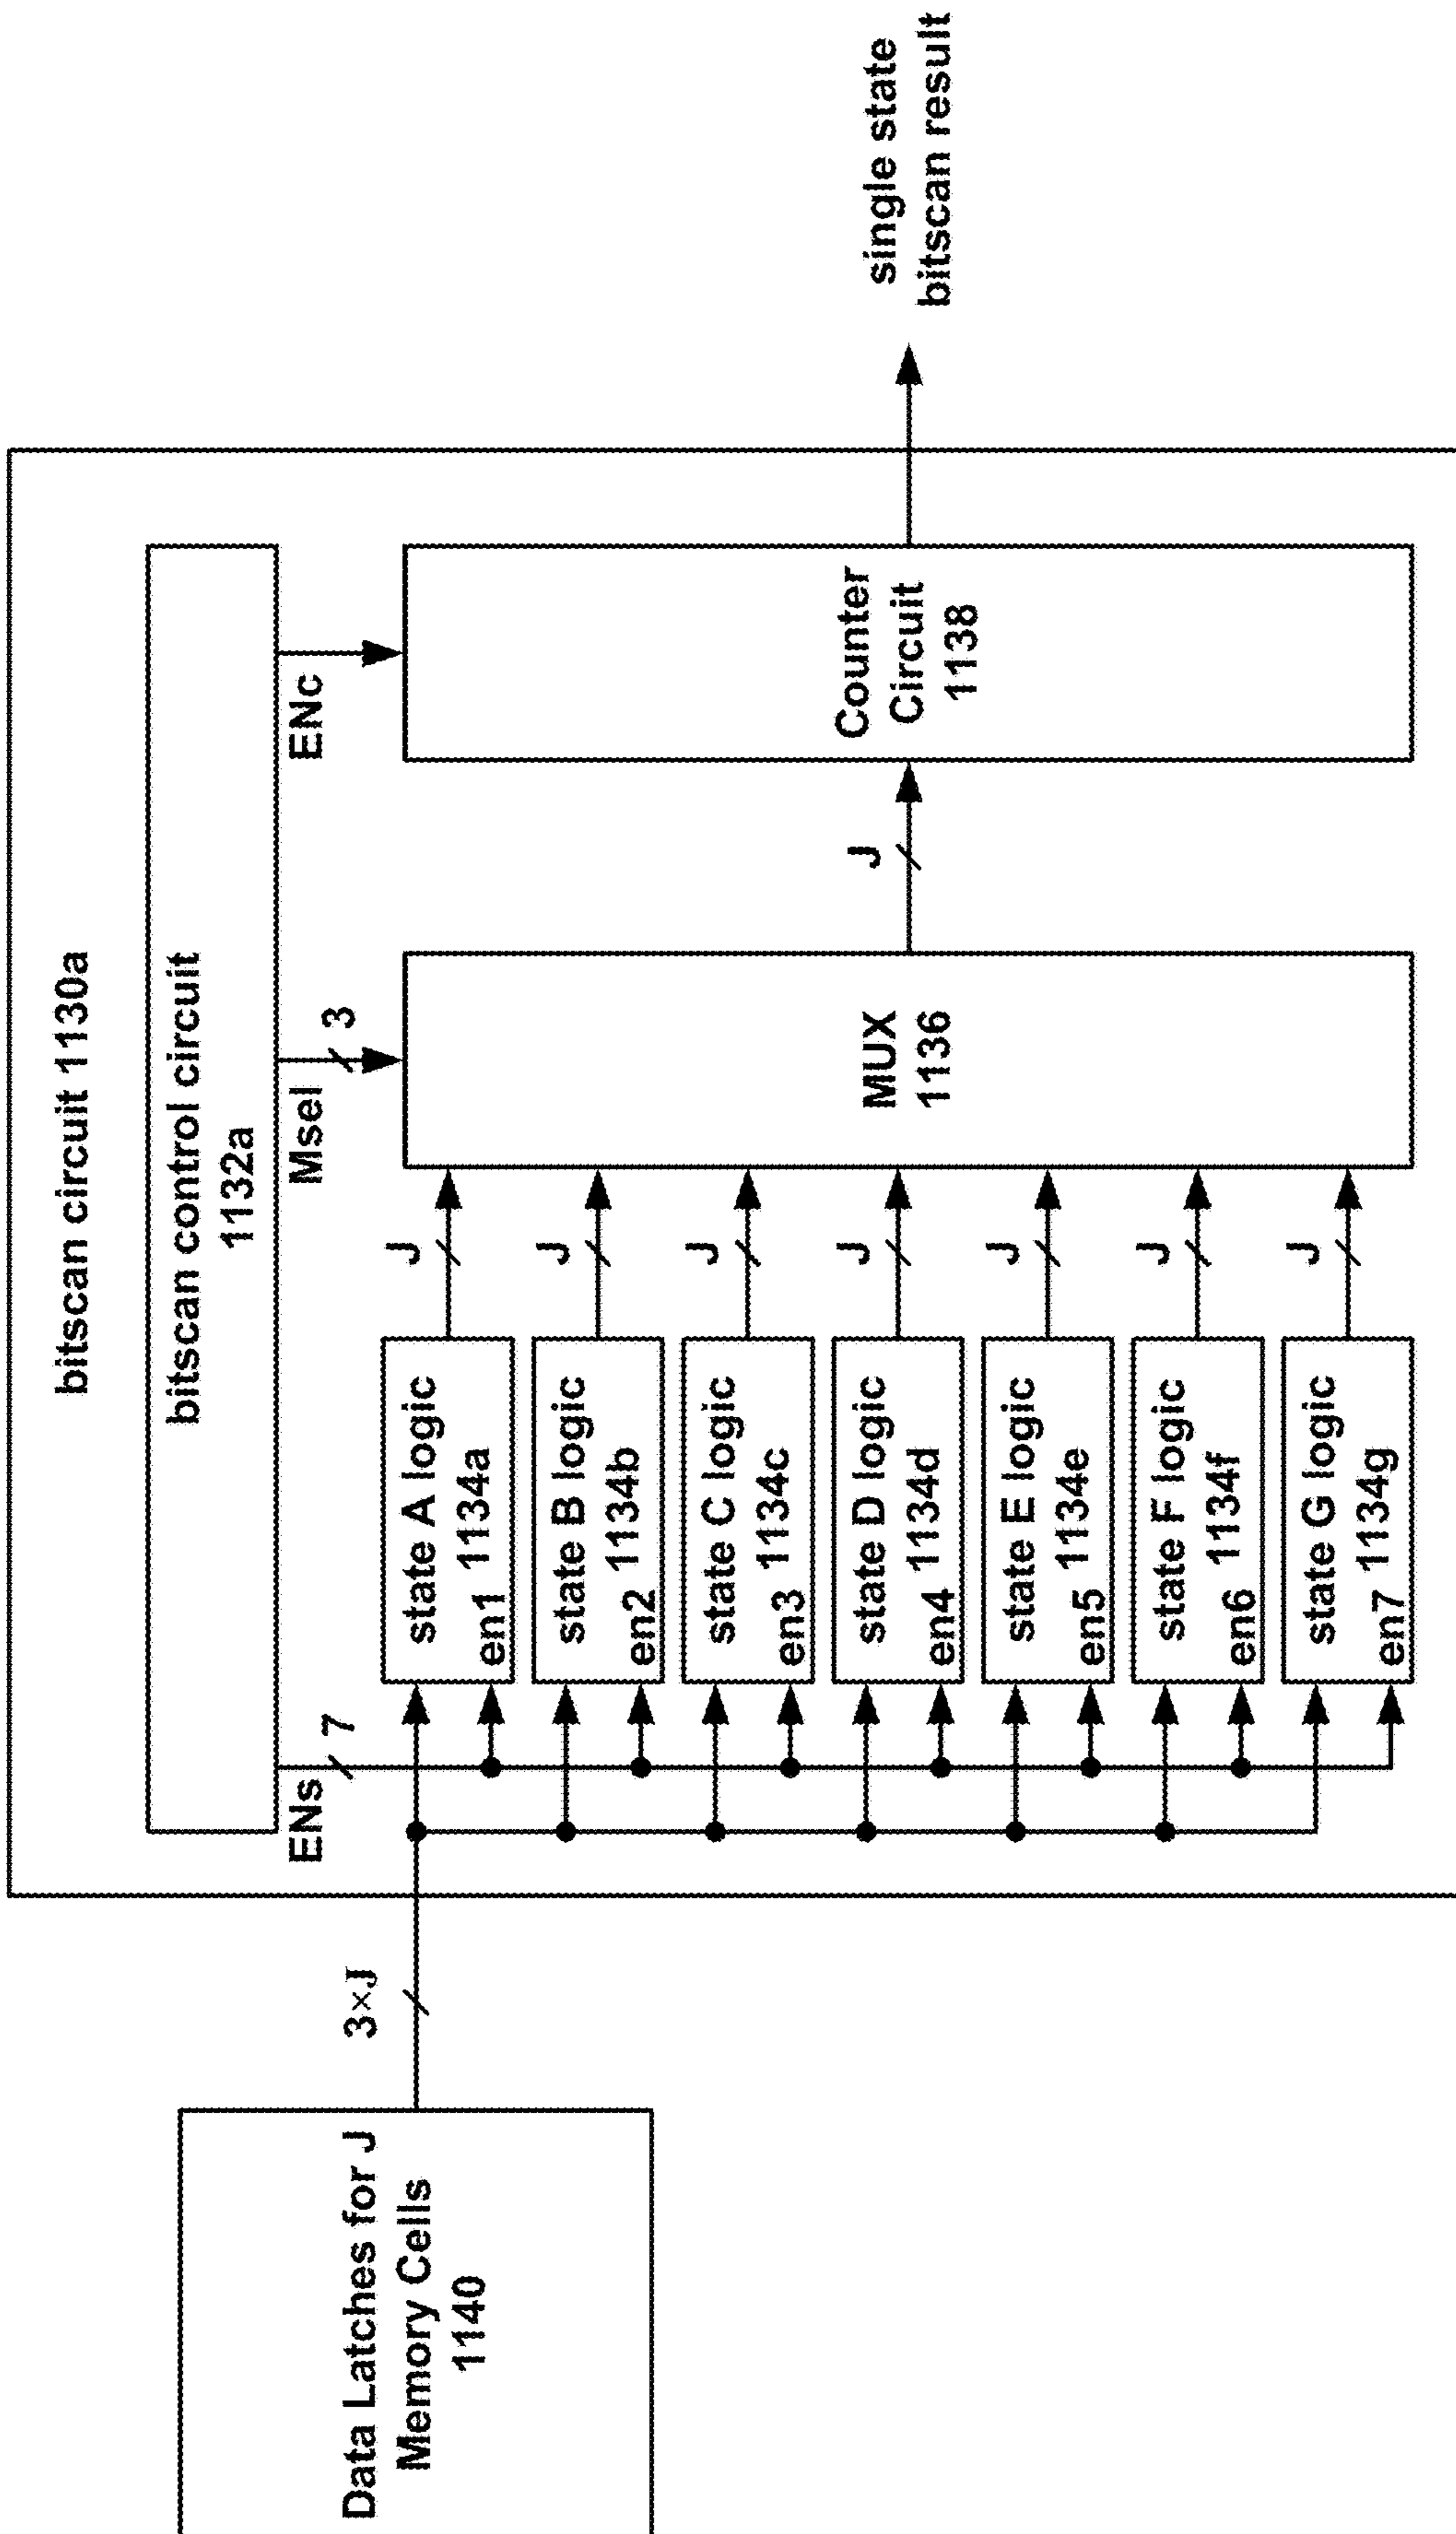 bitscan circuit 1130a
bitscan control circuit
1132a
ENs
7
Msel
3
ENc
Data Latches for J
Memory Cells
1140
3×J
state A logic
en1 1134a
J
state B logic
en2 1134b
J
state C logic
en3 1134c
J
state D logic
en4 1134d
J
state E logic
en5 1134e
J
state F logic
en6 1134f
J
state G logic
en7 1134g
J
MUX
1136
J
Counter
Circuit
1138
single state
bitscan result